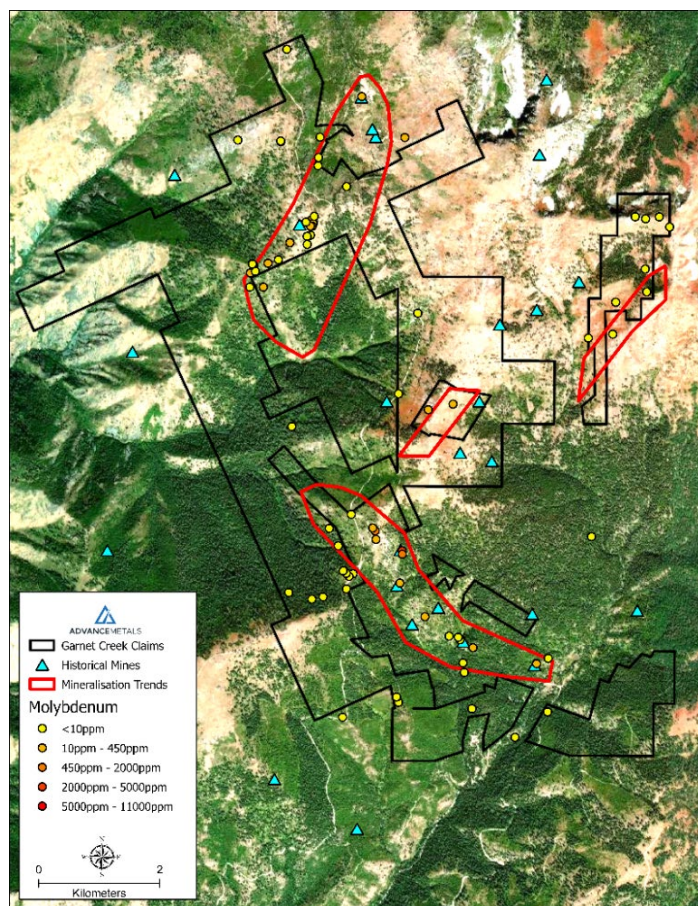 ADVANCEMETALS
Garnet Creek Claims
Historical Mines
Mineralisation Trends
Molybdenum
<10ppm
10ppm - 450ppm
450ppm - 2000ppm
2000ppm - 5000ppm
5000ppm - 11000ppm
N
0 2
Kilometers